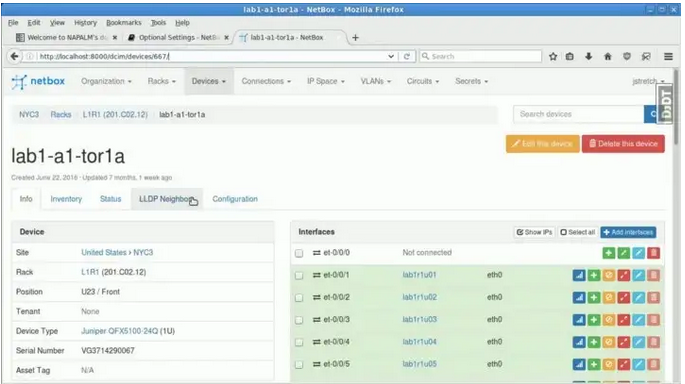 lab1-a1-tor1a - NetBox - Mozilla Firefox
File Edit View History Bookmarks Tools Help
Welcome to NAPALM's d Optional Settings - NetB lab1-a1-tor1a - NetBox
http://localhost:8000/dcim/devices/667/ Search
netbox Organization Racks Devices Connections IP Space VLANs Circuits Secrets jstretch
DjDT
NYC3 Racks L1R1 (201.C02.12) lab1-a1-tor1a Search devices
Edit this device Delete this device
lab1-a1-tor1a
Created June 22, 2016 · Updated 7 months, 1 week ago
Info Inventory Status LLDP Neighbors Configuration
Device
Site United States › NYC3
Rack L1R1 (201.C02.12)
Position U23 / Front
Tenant None
Device Type Juniper QFX5100-24Q (1U)
Serial Number VG3714290067
Asset Tag N/A
Interfaces Show IPs Select all Add interfaces
et-0/0/0 Not connected
et-0/0/1 lab1r1u01 eth0
et-0/0/2 lab1r1u02 eth0
et-0/0/3 lab1r1u03 eth0
et-0/0/4 lab1r1u04 eth0
et-0/0/5 lab1r1u05 eth0